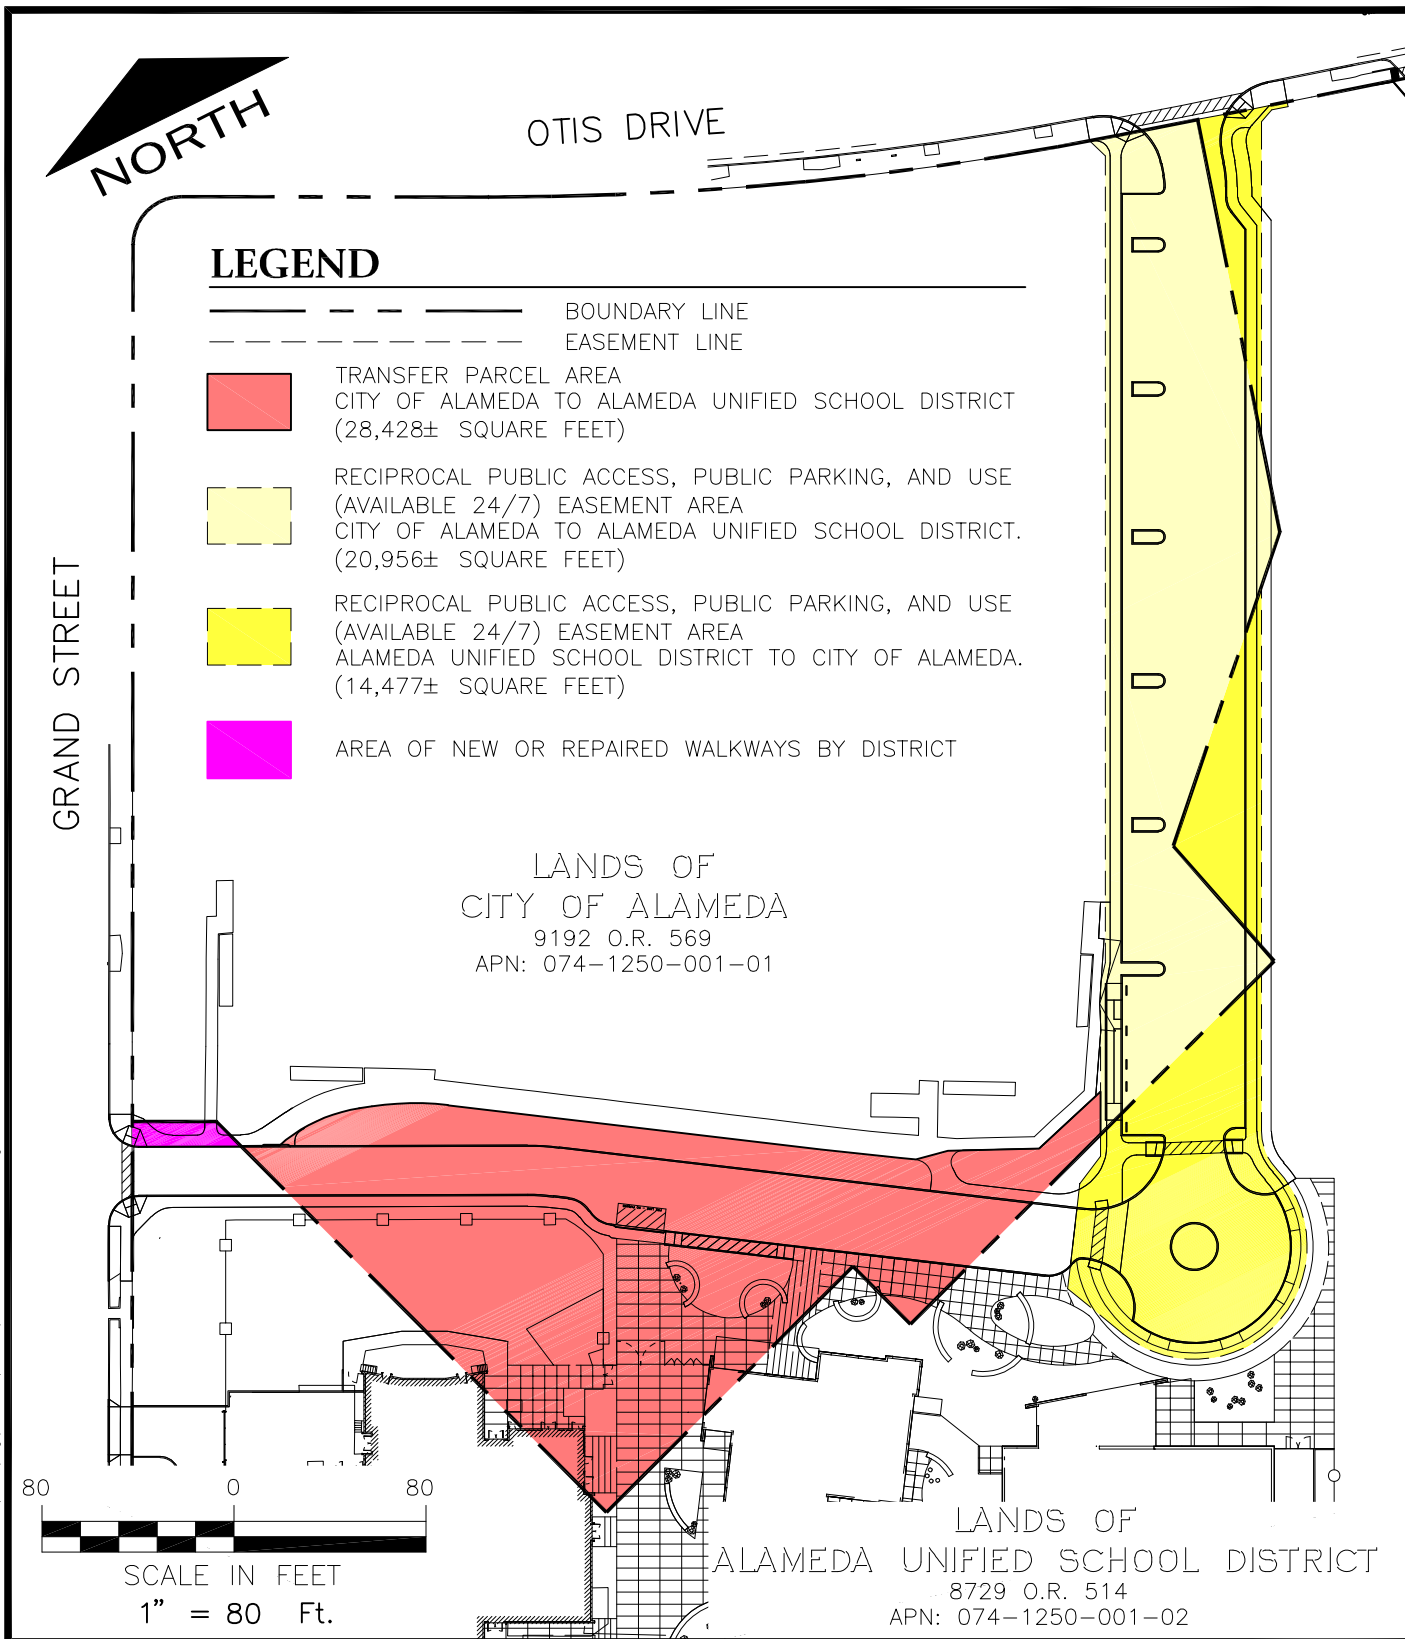 NORTH
OTIS DRIVE
LEGEND
BOUNDARY LINE
EASEMENT LINE
TRANSFER PARCEL AREA
CITY OF ALAMEDA TO ALAMEDA UNIFIED SCHOOL DISTRICT
(28,428± SQUARE FEET)
RECIPROCAL PUBLIC ACCESS, PUBLIC PARKING, AND USE
(AVAILABLE 24/7) EASEMENT AREA
CITY OF ALAMEDA TO ALAMEDA UNIFIED SCHOOL DISTRICT.
(20,956± SQUARE FEET)
RECIPROCAL PUBLIC ACCESS, PUBLIC PARKING, AND USE
(AVAILABLE 24/7) EASEMENT AREA
ALAMEDA UNIFIED SCHOOL DISTRICT TO CITY OF ALAMEDA.
(14,477± SQUARE FEET)
AREA OF NEW OR REPAIRED WALKWAYS BY DISTRICT
GRAND STREET
LANDS OF
CITY OF ALAMEDA
9192 O.R. 569
APN: 074-1250-001-01
80 0 80
SCALE IN FEET
1" = 80 Ft.
LANDS OF
ALAMEDA UNIFIED SCHOOL DISTRICT
8729 O.R. 514
APN: 074-1250-001-02